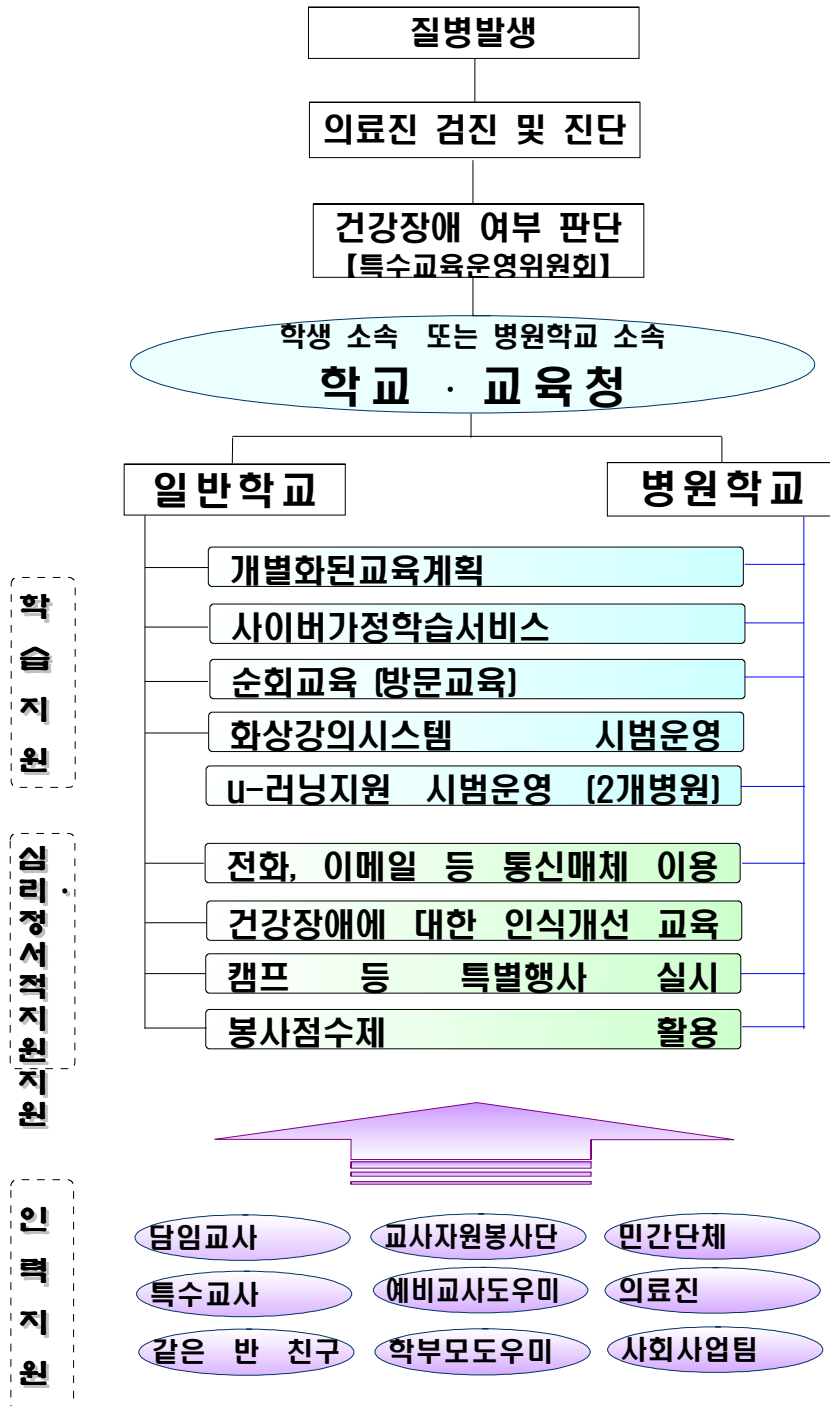 질병발생
의료진 검진 및 진단
건강장애 여부 판단
【특수교육운영위원회】
학생 소속 또는 병원학교 소속
학교 · 교육청
일반학교
병원학교
학습지원
개별화된교육계획
사이버가정학습서비스
순회교육 (방문교육)
화상강의시스템 시범운영
u-러닝지원 시범운영 (2개병원)
심리·정서적지원지원
전화, 이메일 등 통신매체 이용
건강장애에 대한 인식개선 교육
캠프 등 특별행사 실시
봉사점수제 활용
인력지원
담임교사
교사자원봉사단
민간단체
특수교사
예비교사도우미
의료진
같은 반 친구
학부모도우미
사회사업팀